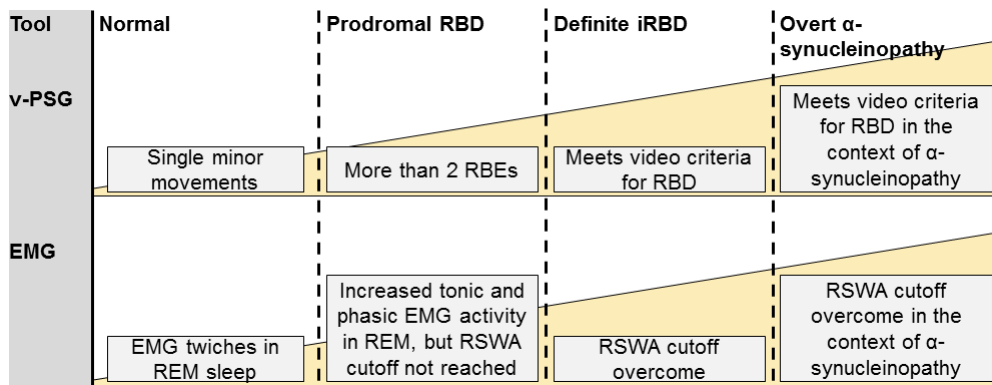 Tool
Normal
Prodromal RBD
Definite iRBD
Overt α-
synucleinopathy
v-PSG
Single minor
movements
More than 2 RBEs
Meets video criteria
for RBD
Meets video criteria
for RBD in the
context of α-
synucleinopathy
EMG
EMG twiches in
REM sleep
Increased tonic and
phasic EMG activity
in REM, but RSWA
cutoff not reached
RSWA cutoff
overcome
RSWA cutoff
overcome in the
context of α-
synucleinopathy